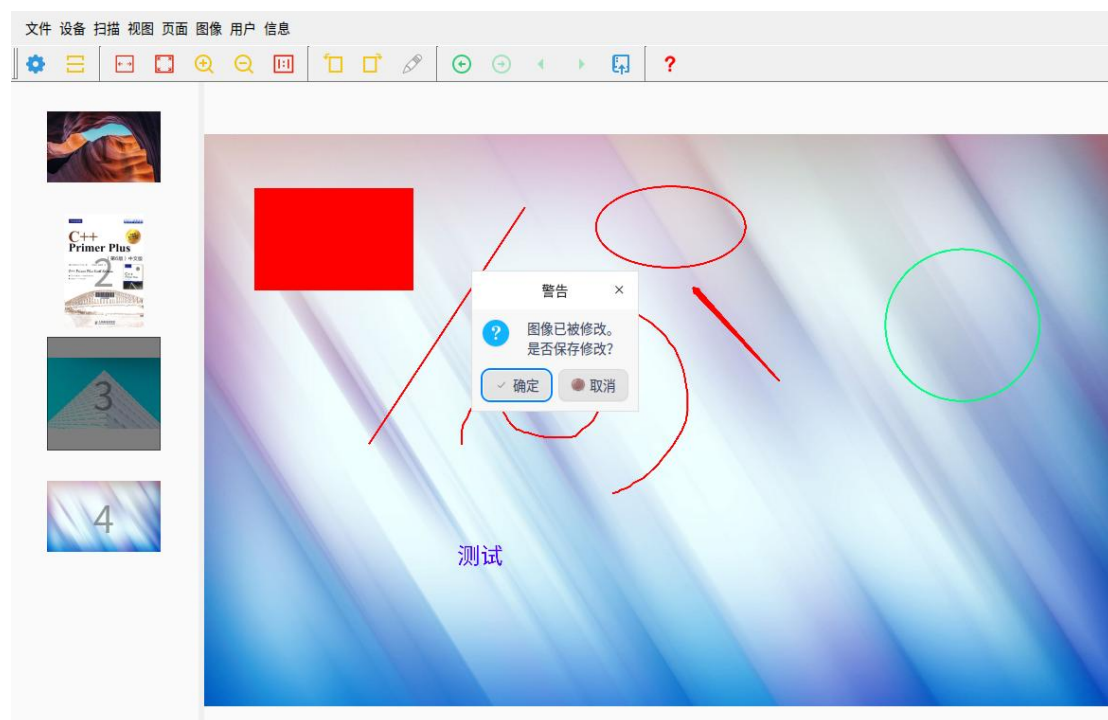 文件 设备 扫描 视图 页面 图像 用户 信息
?
C++
Primer Plus
2
3
4
警告 ×
? 图像已被修改。
是否保存修改?
确定 取消
测试